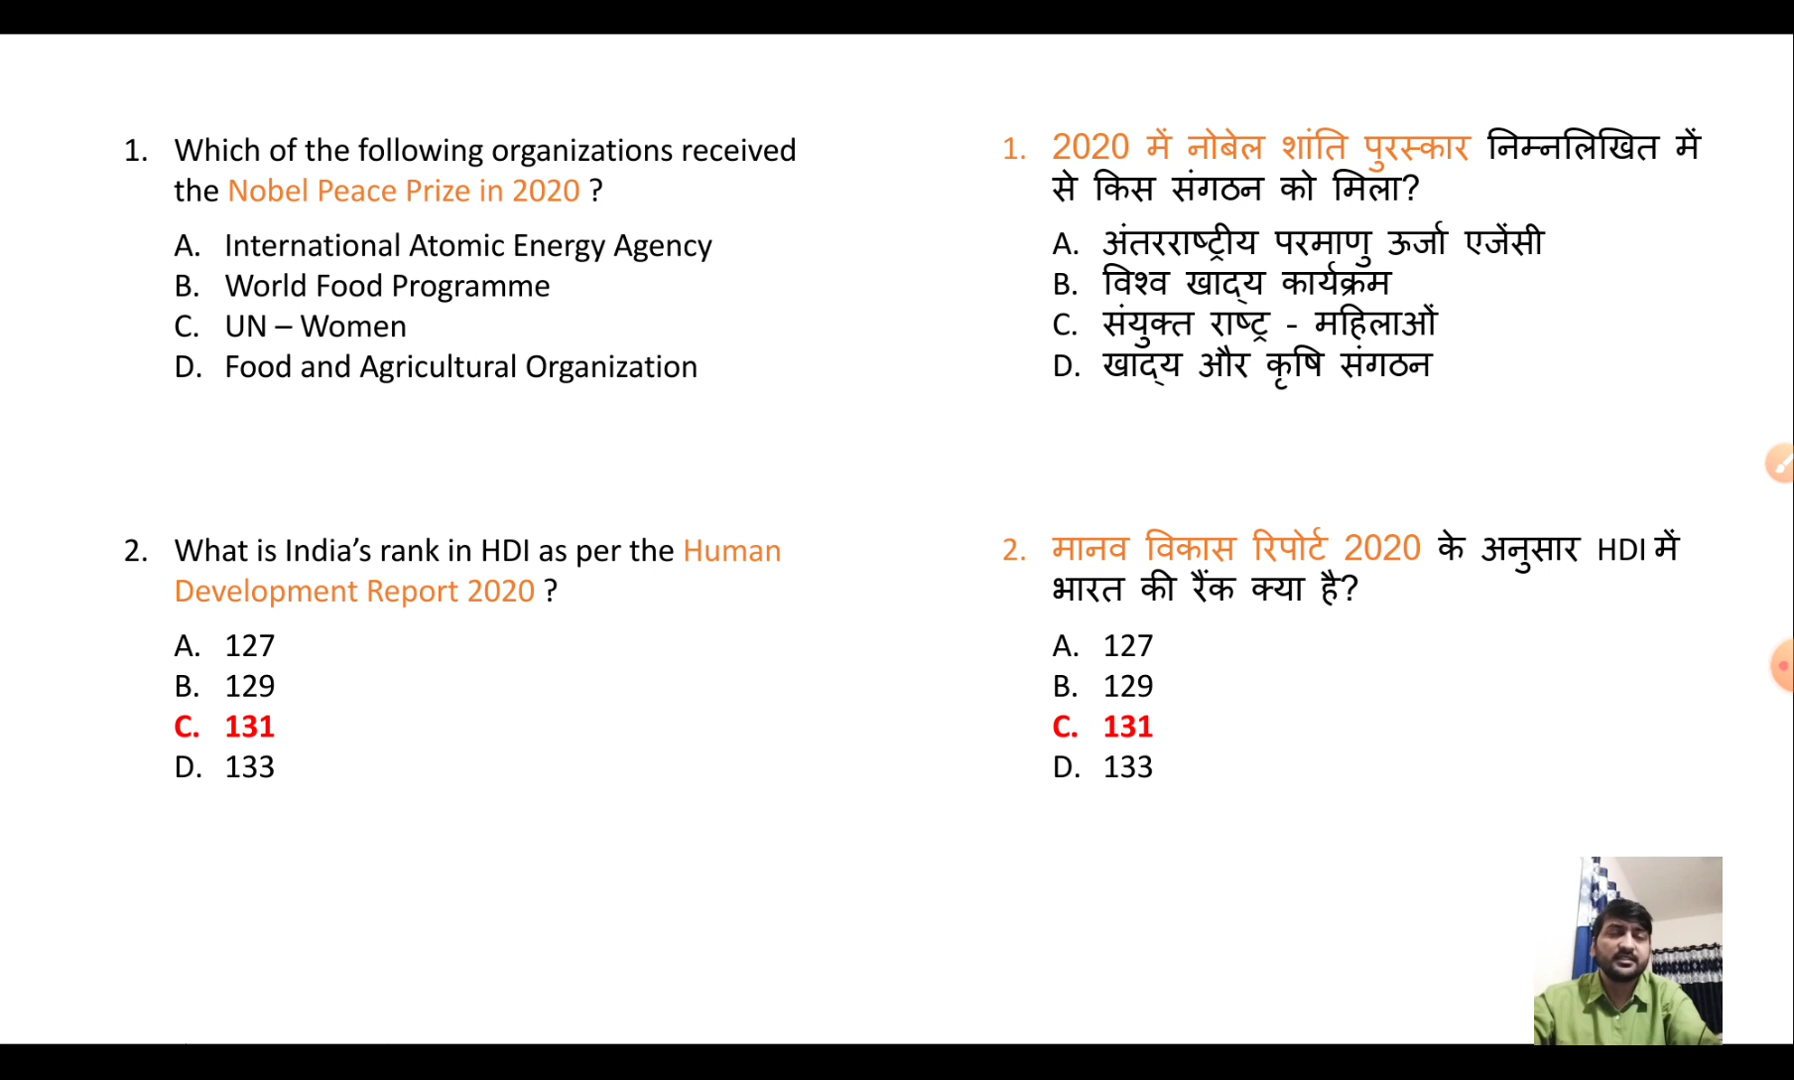 1. Which of the following organizations received
the Nobel Peace Prize in 2020 ?
A. International Atomic Energy Agency
B. World Food Programme
C. UN – Women
D. Food and Agricultural Organization
2. What is India’s rank in HDI as per the Human
Development Report 2020 ?
A. 127
B. 129
C. 131
D. 133
1. 2020 में नोबेल शांति पुरस्कार निम्नलिखित में
से किस संगठन को मिला?
A. अंतरराष्ट्रीय परमाणु ऊर्जा एजेंसी
B. विश्व खाद्य कार्यक्रम
C. संयुक्त राष्ट्र - महिलाओं
D. खाद्य और कृषि संगठन
2. मानव विकास रिपोर्ट 2020 के अनुसार HDI में
भारत की रैंक क्या है?
A. 127
B. 129
C. 131
D. 133